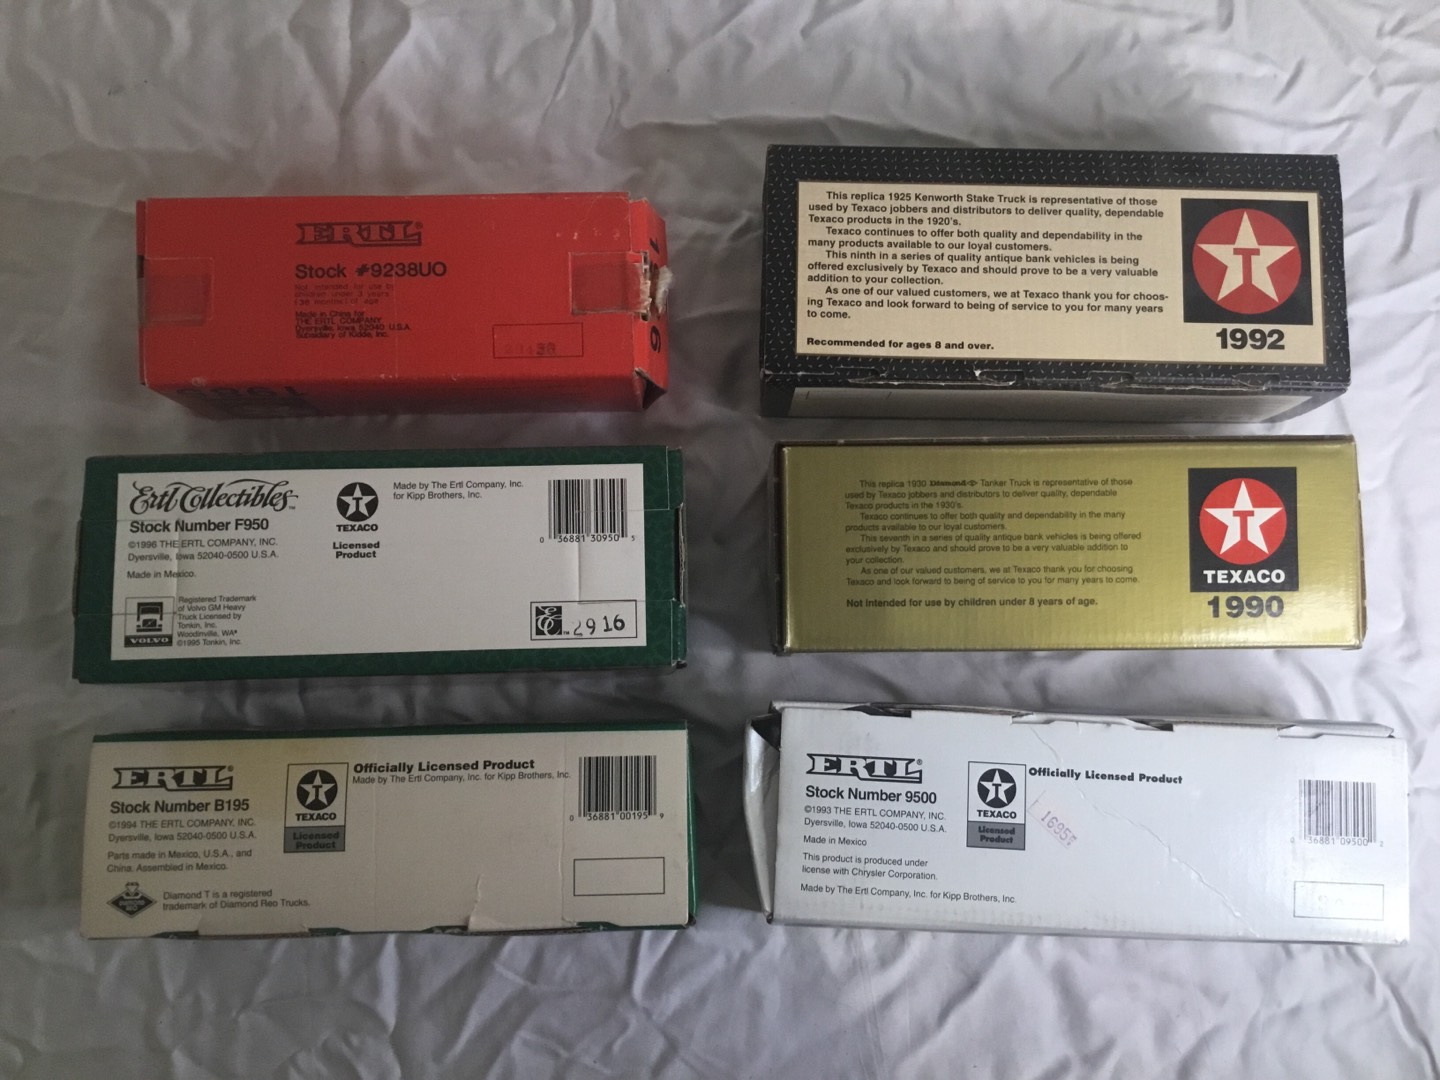 ERTL®
Stock #9238UO
Not intended for use by
children under 3 years
(36 months) of age
Made in China for
THE ERTL COMPANY
Dyersville, Iowa 52040 U.S.A.
Subsidiary of Kidde, Inc.
This replica 1925 Kenworth Stake Truck is representative of those
used by Texaco jobbers and distributors to deliver quality, dependable
Texaco products in the 1920's.
Texaco continues to offer both quality and dependability in the
many products available to our loyal customers.
This ninth in a series of quality antique bank vehicles is being
offered exclusively by Texaco and should prove to be a very valuable
addition to your collection.
As one of our valued customers, we at Texaco thank you for choos-
ing Texaco and look forward to being of service to you for many years
to come.
Recommended for ages 8 and over.
T
1992
Ertl Collectibles™
Stock Number F950
©1996 THE ERTL COMPANY, INC.
Dyersville, Iowa 52040-0500 U.S.A.
Made in Mexico.
VOLVO
Registered Trademark
of Volvo GM Heavy
Truck Licensed by
Tonkin, Inc.
Woodinville, WA*
©1995 Tonkin, Inc.
T
TEXACO
Licensed
Product
Made by The Ertl Company, Inc.
for Kipp Brothers, Inc.
0 36881 30950 5
2916
This replica 1930 Diamond-T Tanker Truck is representative of those
used by Texaco jobbers and distributors to deliver quality, dependable
Texaco products in the 1930's.
Texaco continues to offer both quality and dependability in the many
products available to our loyal customers.
This seventh in a series of quality antique bank vehicles is being offered
exclusively by Texaco and should prove to be a very valuable addition to
your collection.
As one of our valued customers, we at Texaco thank you for choosing
Texaco and look forward to being of service to you for many years to come.
Not intended for use by children under 8 years of age.
T
TEXACO
1990
ERTL®
Stock Number B195
©1994 THE ERTL COMPANY, INC.
Dyersville, Iowa 52040-0500 U.S.A.
Parts made in Mexico, U.S.A., and
China. Assembled in Mexico.
Diamond T is a registered
trademark of Diamond Reo Trucks.
T
TEXACO
Licensed
Product
Officially Licensed Product
Made by The Ertl Company, Inc. for Kipp Brothers, Inc.
0 36881 00195 9
ERTL®
Stock Number 9500
©1993 THE ERTL COMPANY, INC.
Dyersville, Iowa 52040-0500 U.S.A.
Made in Mexico
This product is produced under
license with Chrysler Corporation.
Made by The Ertl Company, Inc. for Kipp Brothers, Inc.
T
TEXACO
Licensed
Product
Officially Licensed Product
36881 09500 2